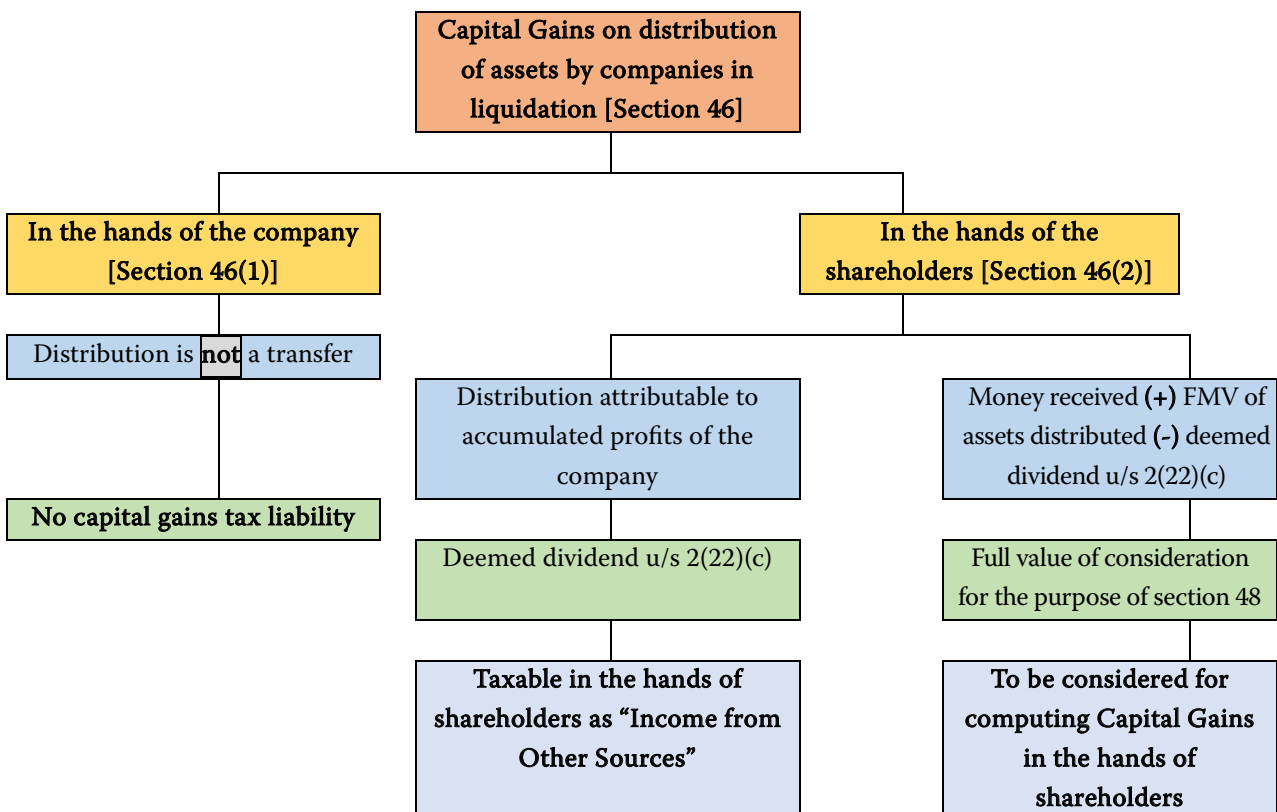 Capital Gains on distribution
of assets by companies in
liquidation [Section 46]
In the hands of the company
[Section 46(1)]
Distribution is not a transfer
No capital gains tax liability
In the hands of the
shareholders [Section 46(2)]
Distribution attributable to
accumulated profits of the
company
Deemed dividend u/s 2(22)(c)
Taxable in the hands of
shareholders as “Income from
Other Sources”
Money received (+) FMV of
assets distributed (-) deemed
dividend u/s 2(22)(c)
Full value of consideration
for the purpose of section 48
To be considered for
computing Capital Gains
in the hands of
shareholders